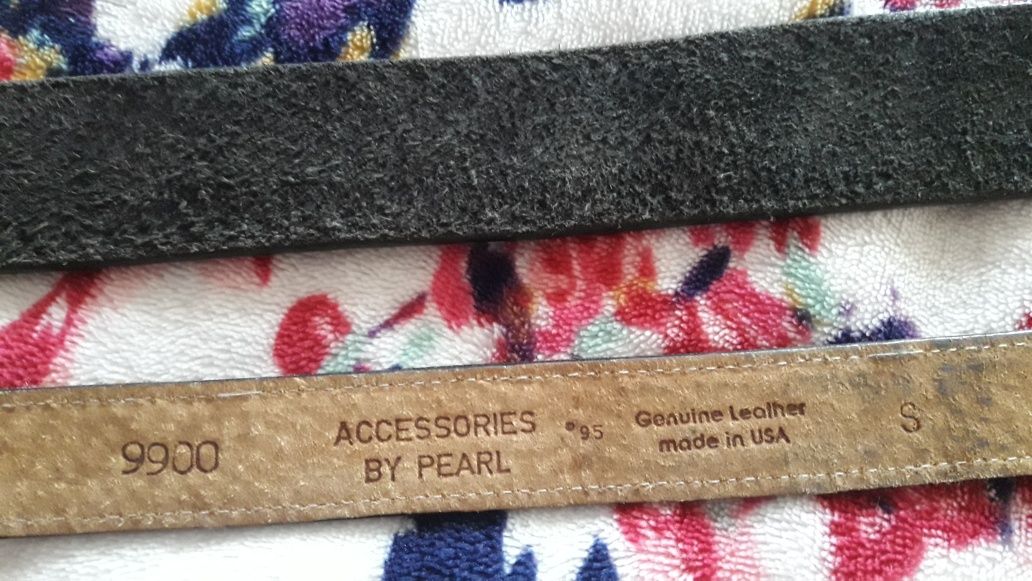 9900
ACCESSORIES
BY PEARL
©95
Genuine Leather
made in USA
S